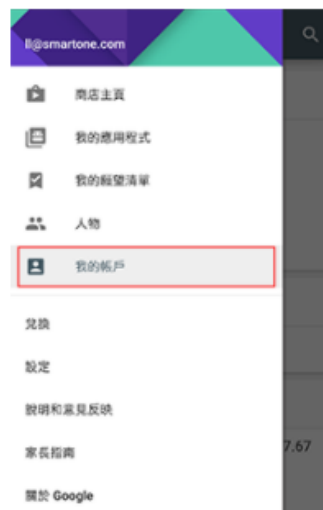 ll@smartone.com
商店主頁
我的應用程式
我的願望清單
人物
我的帳戶
兌換
設定
說明和意見反映
家長指南
7.67
關於 Google